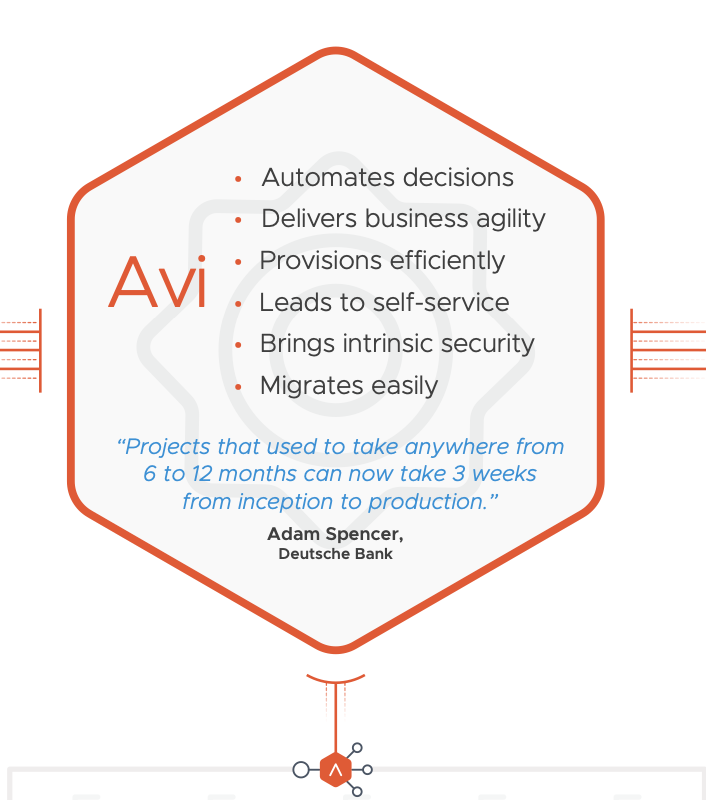 Avi
• Automates decisions
• Delivers business agility
• Provisions efficiently
• Leads to self-service
• Brings intrinsic security
• Migrates easily
“Projects that used to take anywhere from
6 to 12 months can now take 3 weeks
from inception to production.”
Adam Spencer,
Deutsche Bank